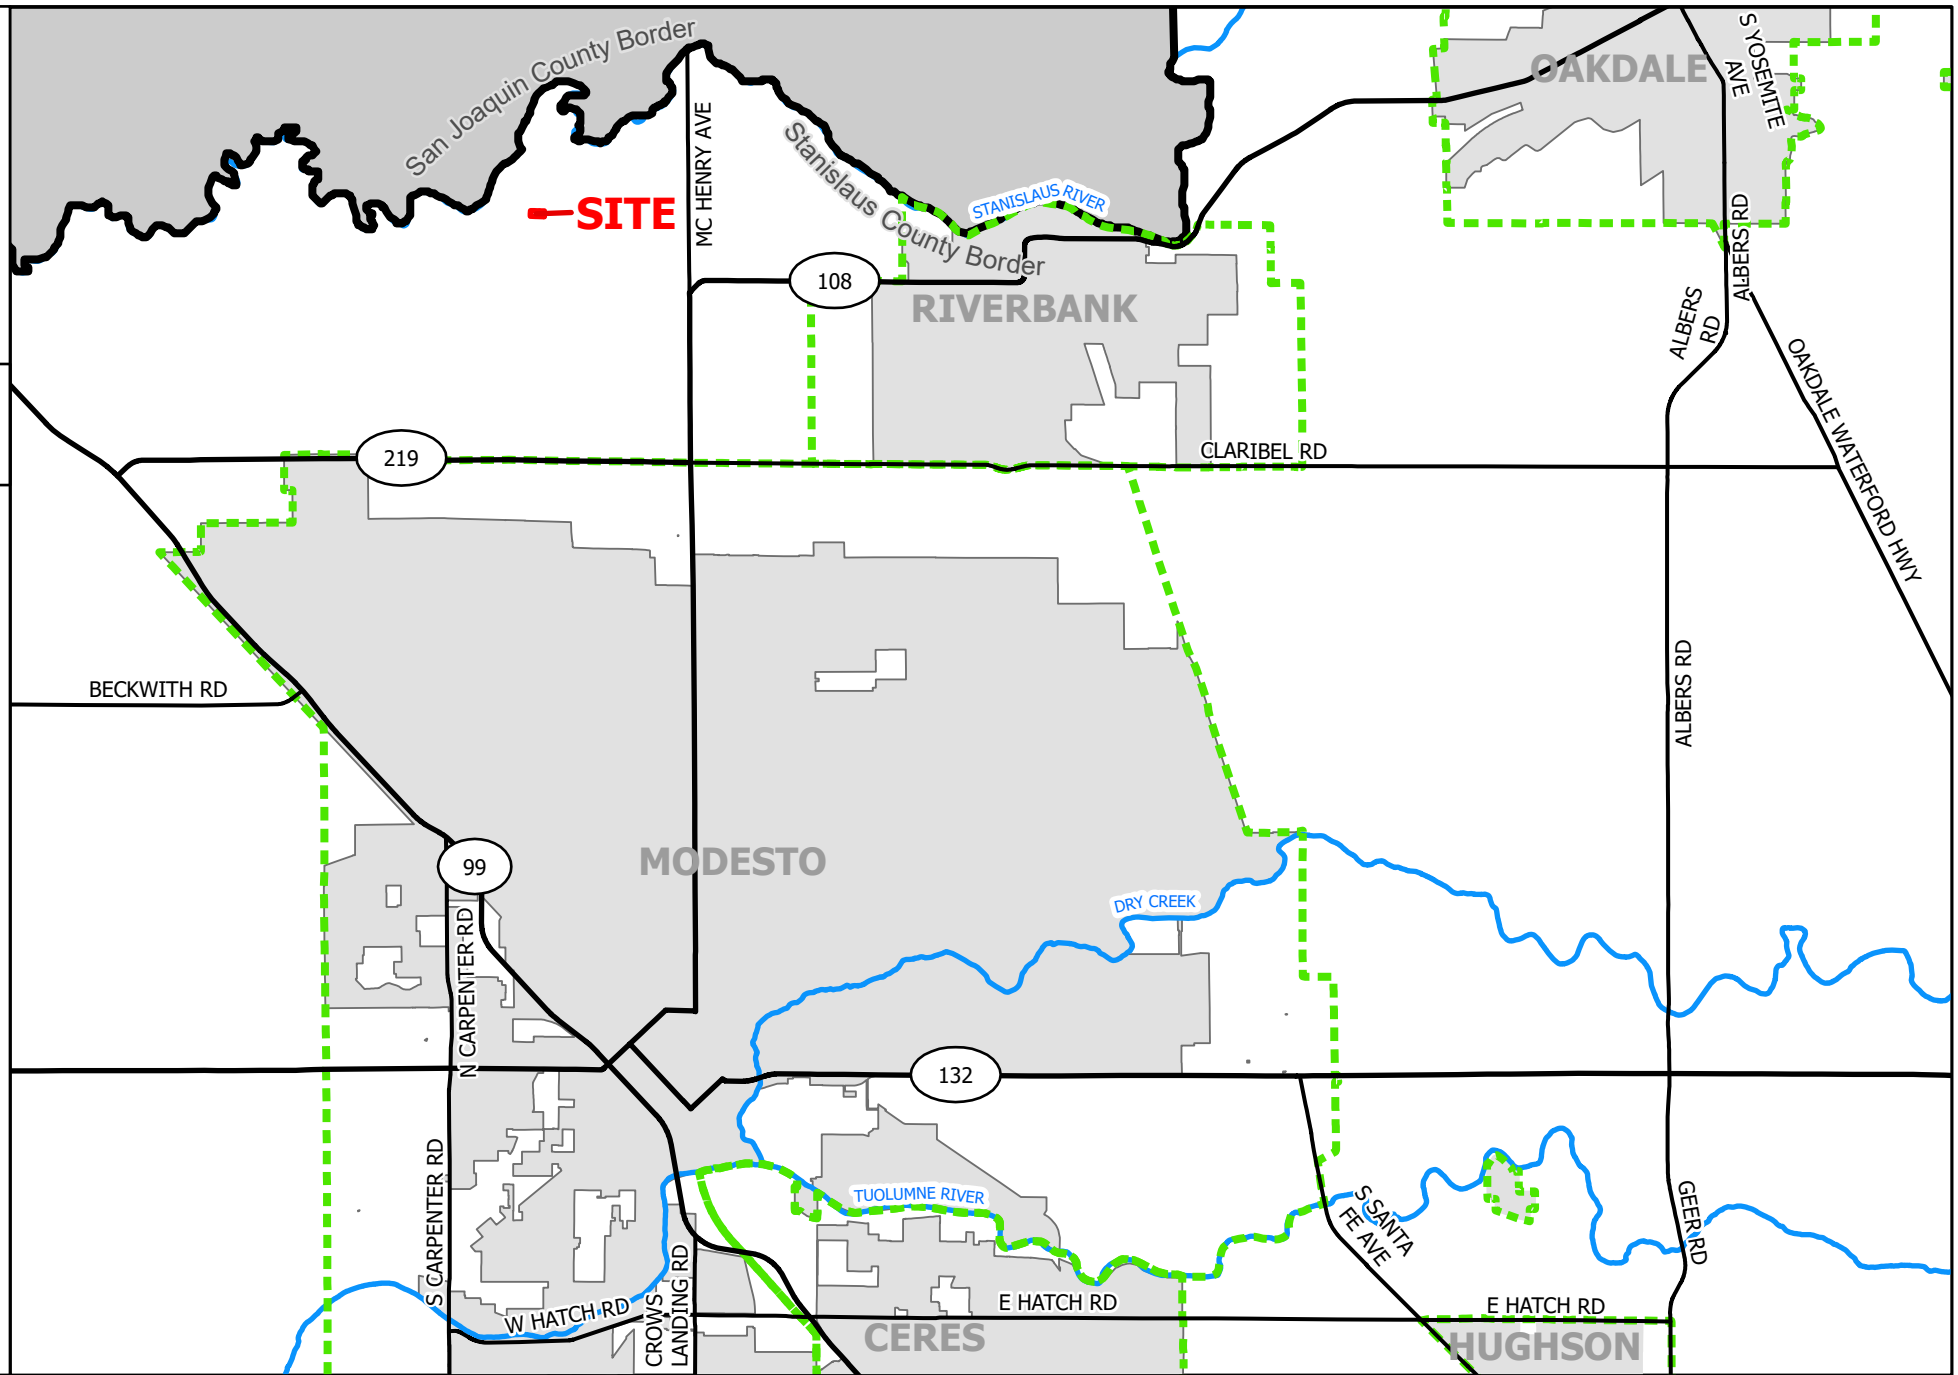 San Joaquin County Border
Stanislaus County Border
SITE
MC HENRY AVE
STANISLAUS RIVER
OAKDALE
S YOSEMITE
AVE
ALBERS RD
ALBERS
RD
OAKDALE WATERFORD HWY
108
RIVERBANK
219
CLARIBEL RD
BECKWITH RD
ALBERS RD
MODESTO
99
DRY CREEK
N CARPENTER RD
132
S CARPENTER RD
TUOLUMNE RIVER
S SANTA
FE AVE
GEER RD
W HATCH RD
CROWS
LANDING RD
E HATCH RD
E HATCH RD
CERES
HUGHSON